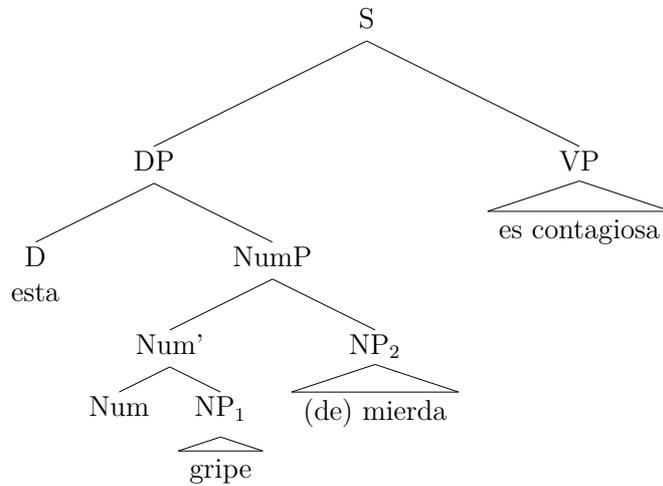 S
DP VP
es contagiosa
D NumP
esta
Num' NP₂
Num NP₁ (de) mierda
gripe